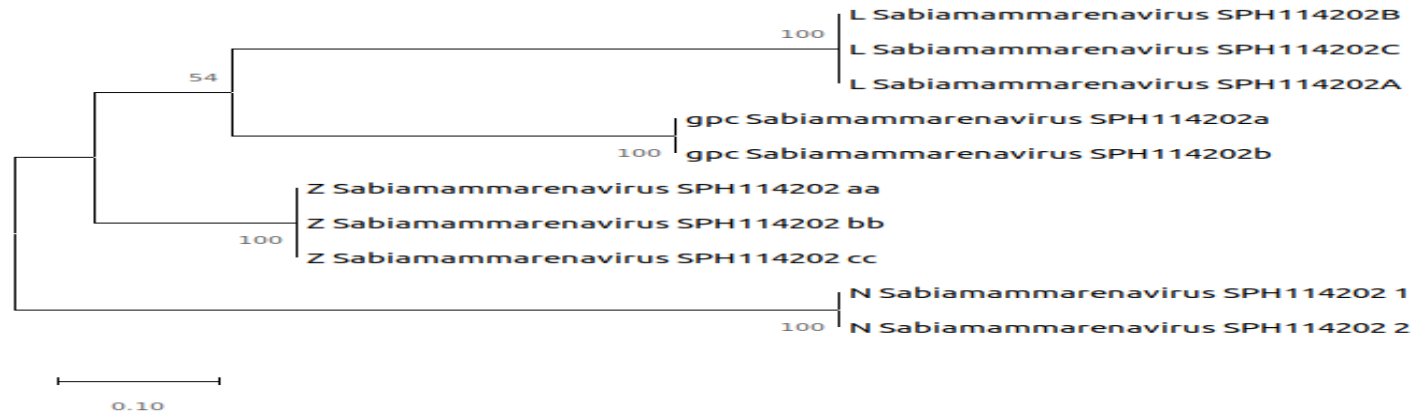 L Sabiamammarenavirus SPH114202B
100
L Sabiamammarenavirus SPH114202C
54
L Sabiamammarenavirus SPH114202A
gpc Sabiamammarenavirus SPH114202a
100
gpc Sabiamammarenavirus SPH114202b
Z Sabiamammarenavirus SPH114202 aa
Z Sabiamammarenavirus SPH114202 bb
100
Z Sabiamammarenavirus SPH114202 cc
N Sabiamammarenavirus SPH114202 1
100
N Sabiamammarenavirus SPH114202 2
0.10